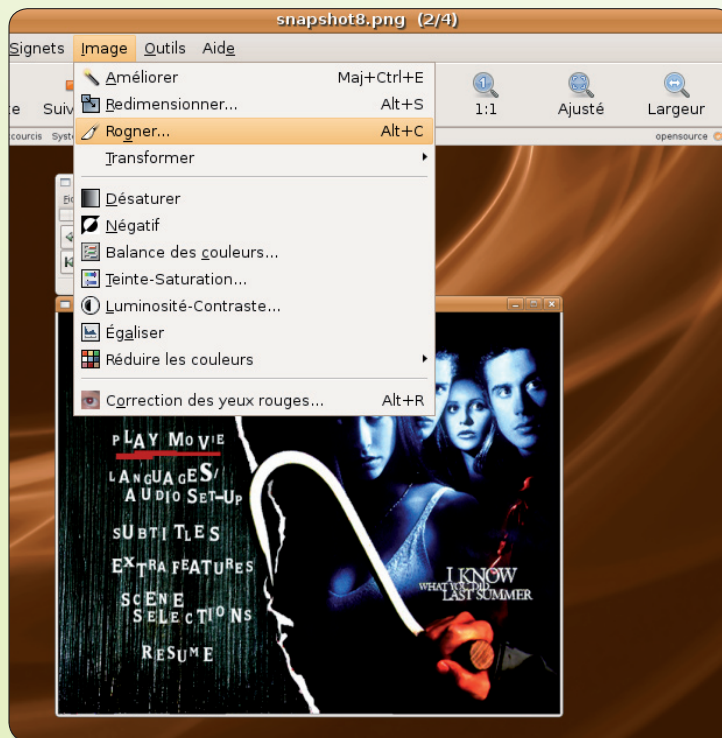 snapshot8.png (2/4)
Signets Image Outils Aide
Améliorer Maj+Ctrl+E
Redimensionner... Alt+S
Rogner... Alt+C
Transformer
Désaturer
Négatif
Balance des couleurs...
Teinte-Saturation...
Luminosité-Contraste...
Égaliser
Réduire les couleurs
Correction des yeux rouges... Alt+R
1:1 Ajusté Largeur
opensource
PLAY MOVIE
LANGUAGES/
AUDIO SET-UP
SUBTITLES
EXTRA FEATURES
SCENE
SELECTIONS
RESUME
I KNOW
WHAT YOU DID
LAST SUMMER